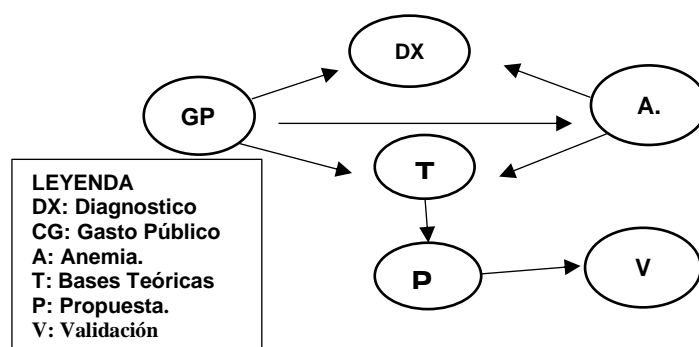 DX
GP
A.
T
LEYENDA
DX: Diagnostico
CG: Gasto Público
A: Anemia.
T: Bases Teóricas
P: Propuesta.
V: Validación
P
V